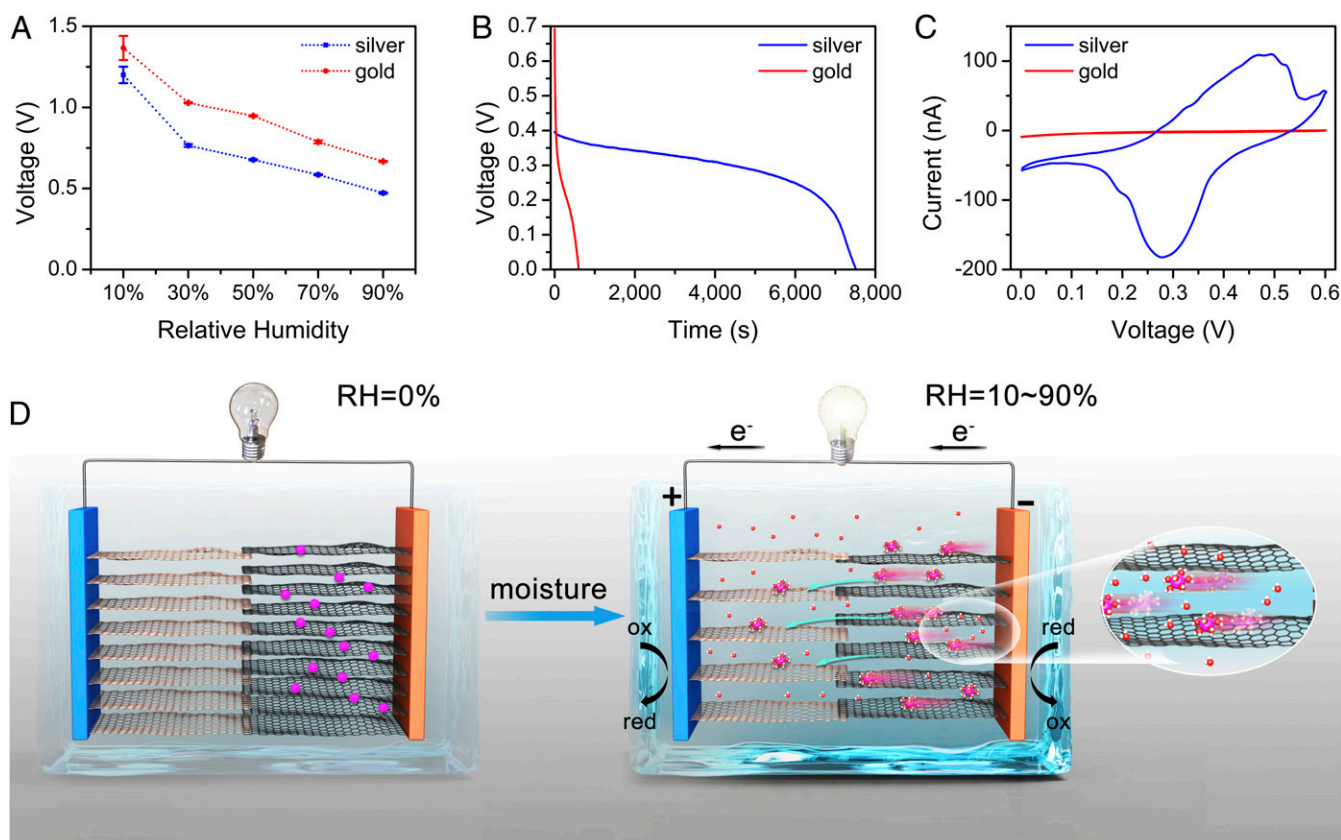 A
1.5
1.0
0.5
0.0
Voltage (V)
silver
gold
10% 30% 50% 70% 90%
Relative Humidity
B
0.7
0.6
0.5
0.4
0.3
0.2
0.1
0.0
Voltage (V)
silver
gold
0 2,000 4,000 6,000 8,000
Time (s)
C
100
0
-100
-200
Current (nA)
silver
gold
0.0 0.1 0.2 0.3 0.4 0.5 0.6
Voltage (V)
D
RH=0%
moisture
RH=10~90%
e-
e-
+
-
ox
red
red
ox